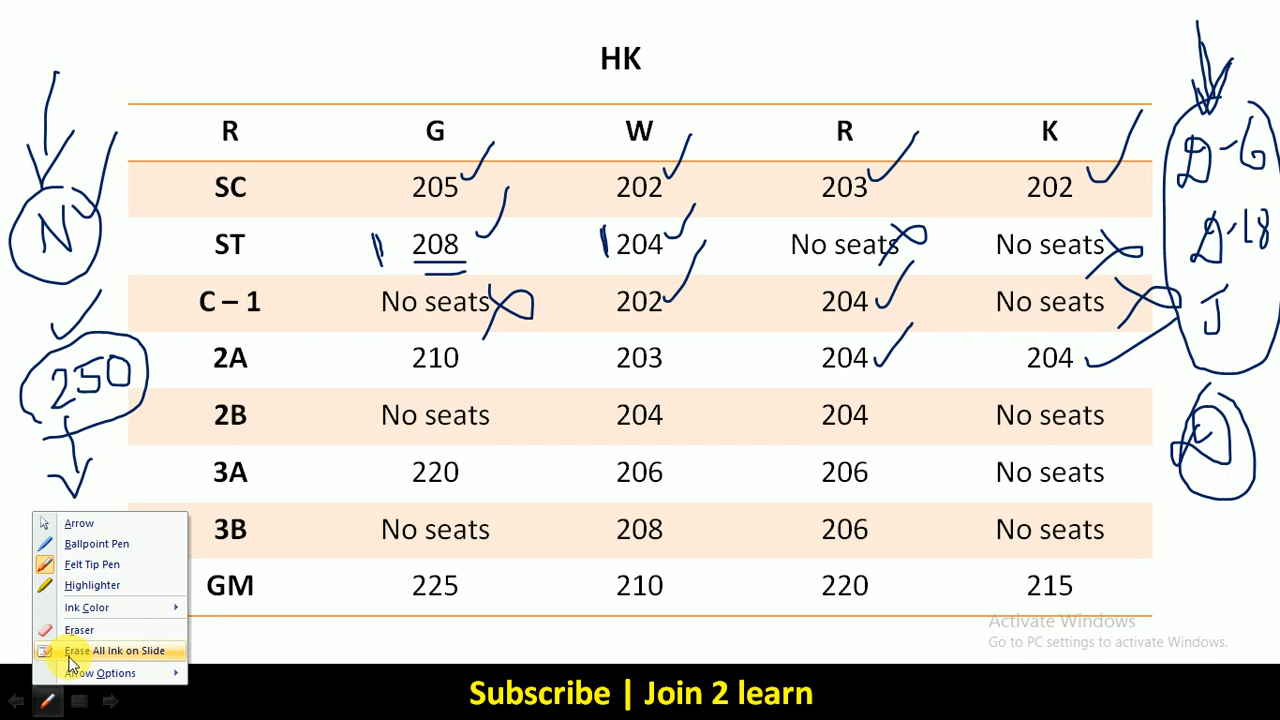 HK
R G W R K
SC 205 202 203 202
ST 208 204 No seats No seats
C – 1 No seats 202 204 No seats
2A 210 203 204 204
2B No seats 204 204 No seats
3A 220 206 206 No seats
3B No seats 208 206 No seats
GM 225 210 220 215
N
250
D-6
D-18
J
Arrow
Ballpoint Pen
Felt Tip Pen
Highlighter
Ink Color
Eraser
Erase All Ink on Slide
Arrow Options
Activate Windows
Go to PC settings to activate Windows.
Subscribe | Join 2 learn